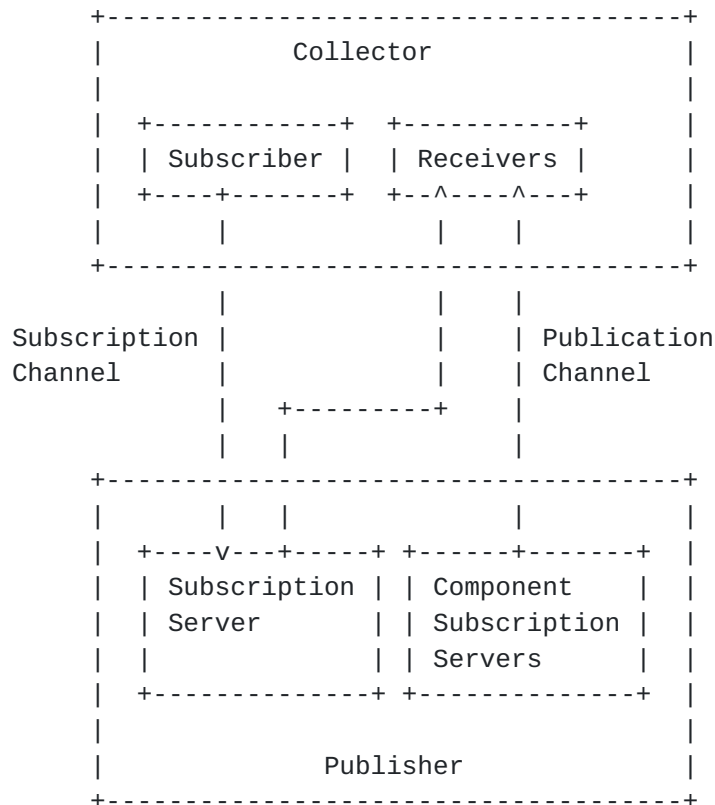 Collector
Subscriber Receivers
Subscription Publication
Channel Channel
Subscription Component
Server Subscription
Servers
Publisher